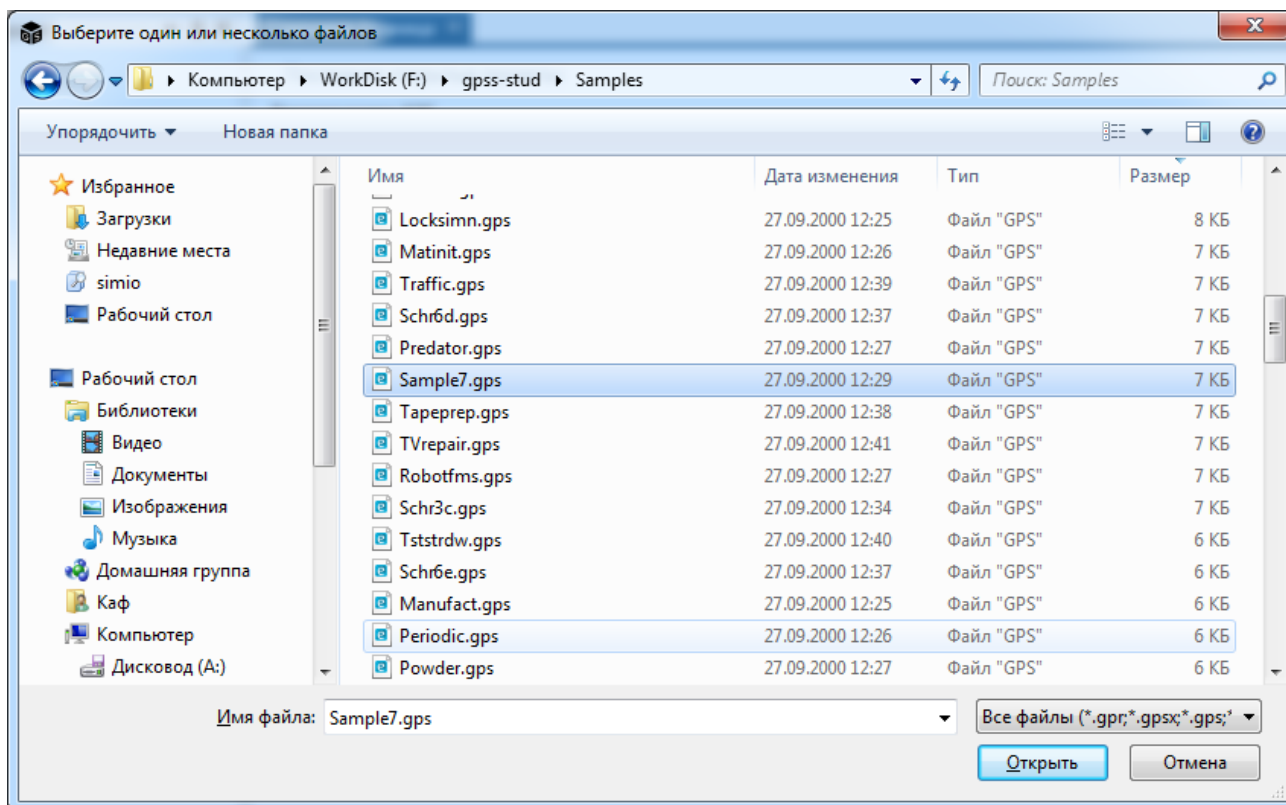 Выберите один или несколько файлов
Компьютер WorkDisk (F:) gpss-stud Samples Поиск: Samples
Упорядочить Новая папка
Избранное
Загрузки
Недавние места
simio
Рабочий стол
Рабочий стол
Библиотеки
Видео
Документы
Изображения
Музыка
Домашняя группа
Каф
Компьютер
Дисковод (A:)
Имя Дата изменения Тип Размер
Locksimn.gps 27.09.2000 12:25 Файл "GPS" 8 КБ
Matinit.gps 27.09.2000 12:26 Файл "GPS" 7 КБ
Traffic.gps 27.09.2000 12:39 Файл "GPS" 7 КБ
Schr6d.gps 27.09.2000 12:37 Файл "GPS" 7 КБ
Predator.gps 27.09.2000 12:27 Файл "GPS" 7 КБ
Sample7.gps 27.09.2000 12:29 Файл "GPS" 7 КБ
Tapeprep.gps 27.09.2000 12:38 Файл "GPS" 7 КБ
TVrepair.gps 27.09.2000 12:41 Файл "GPS" 7 КБ
Robotfms.gps 27.09.2000 12:27 Файл "GPS" 7 КБ
Schr3c.gps 27.09.2000 12:34 Файл "GPS" 7 КБ
Tststrdw.gps 27.09.2000 12:40 Файл "GPS" 6 КБ
Schr6e.gps 27.09.2000 12:37 Файл "GPS" 6 КБ
Manufact.gps 27.09.2000 12:25 Файл "GPS" 6 КБ
Periodic.gps 27.09.2000 12:26 Файл "GPS" 6 КБ
Powder.gps 27.09.2000 12:27 Файл "GPS" 6 КБ
Имя файла: Sample7.gps Все файлы (*.gpr;*.gpsx;*.gps;*
Открыть Отмена